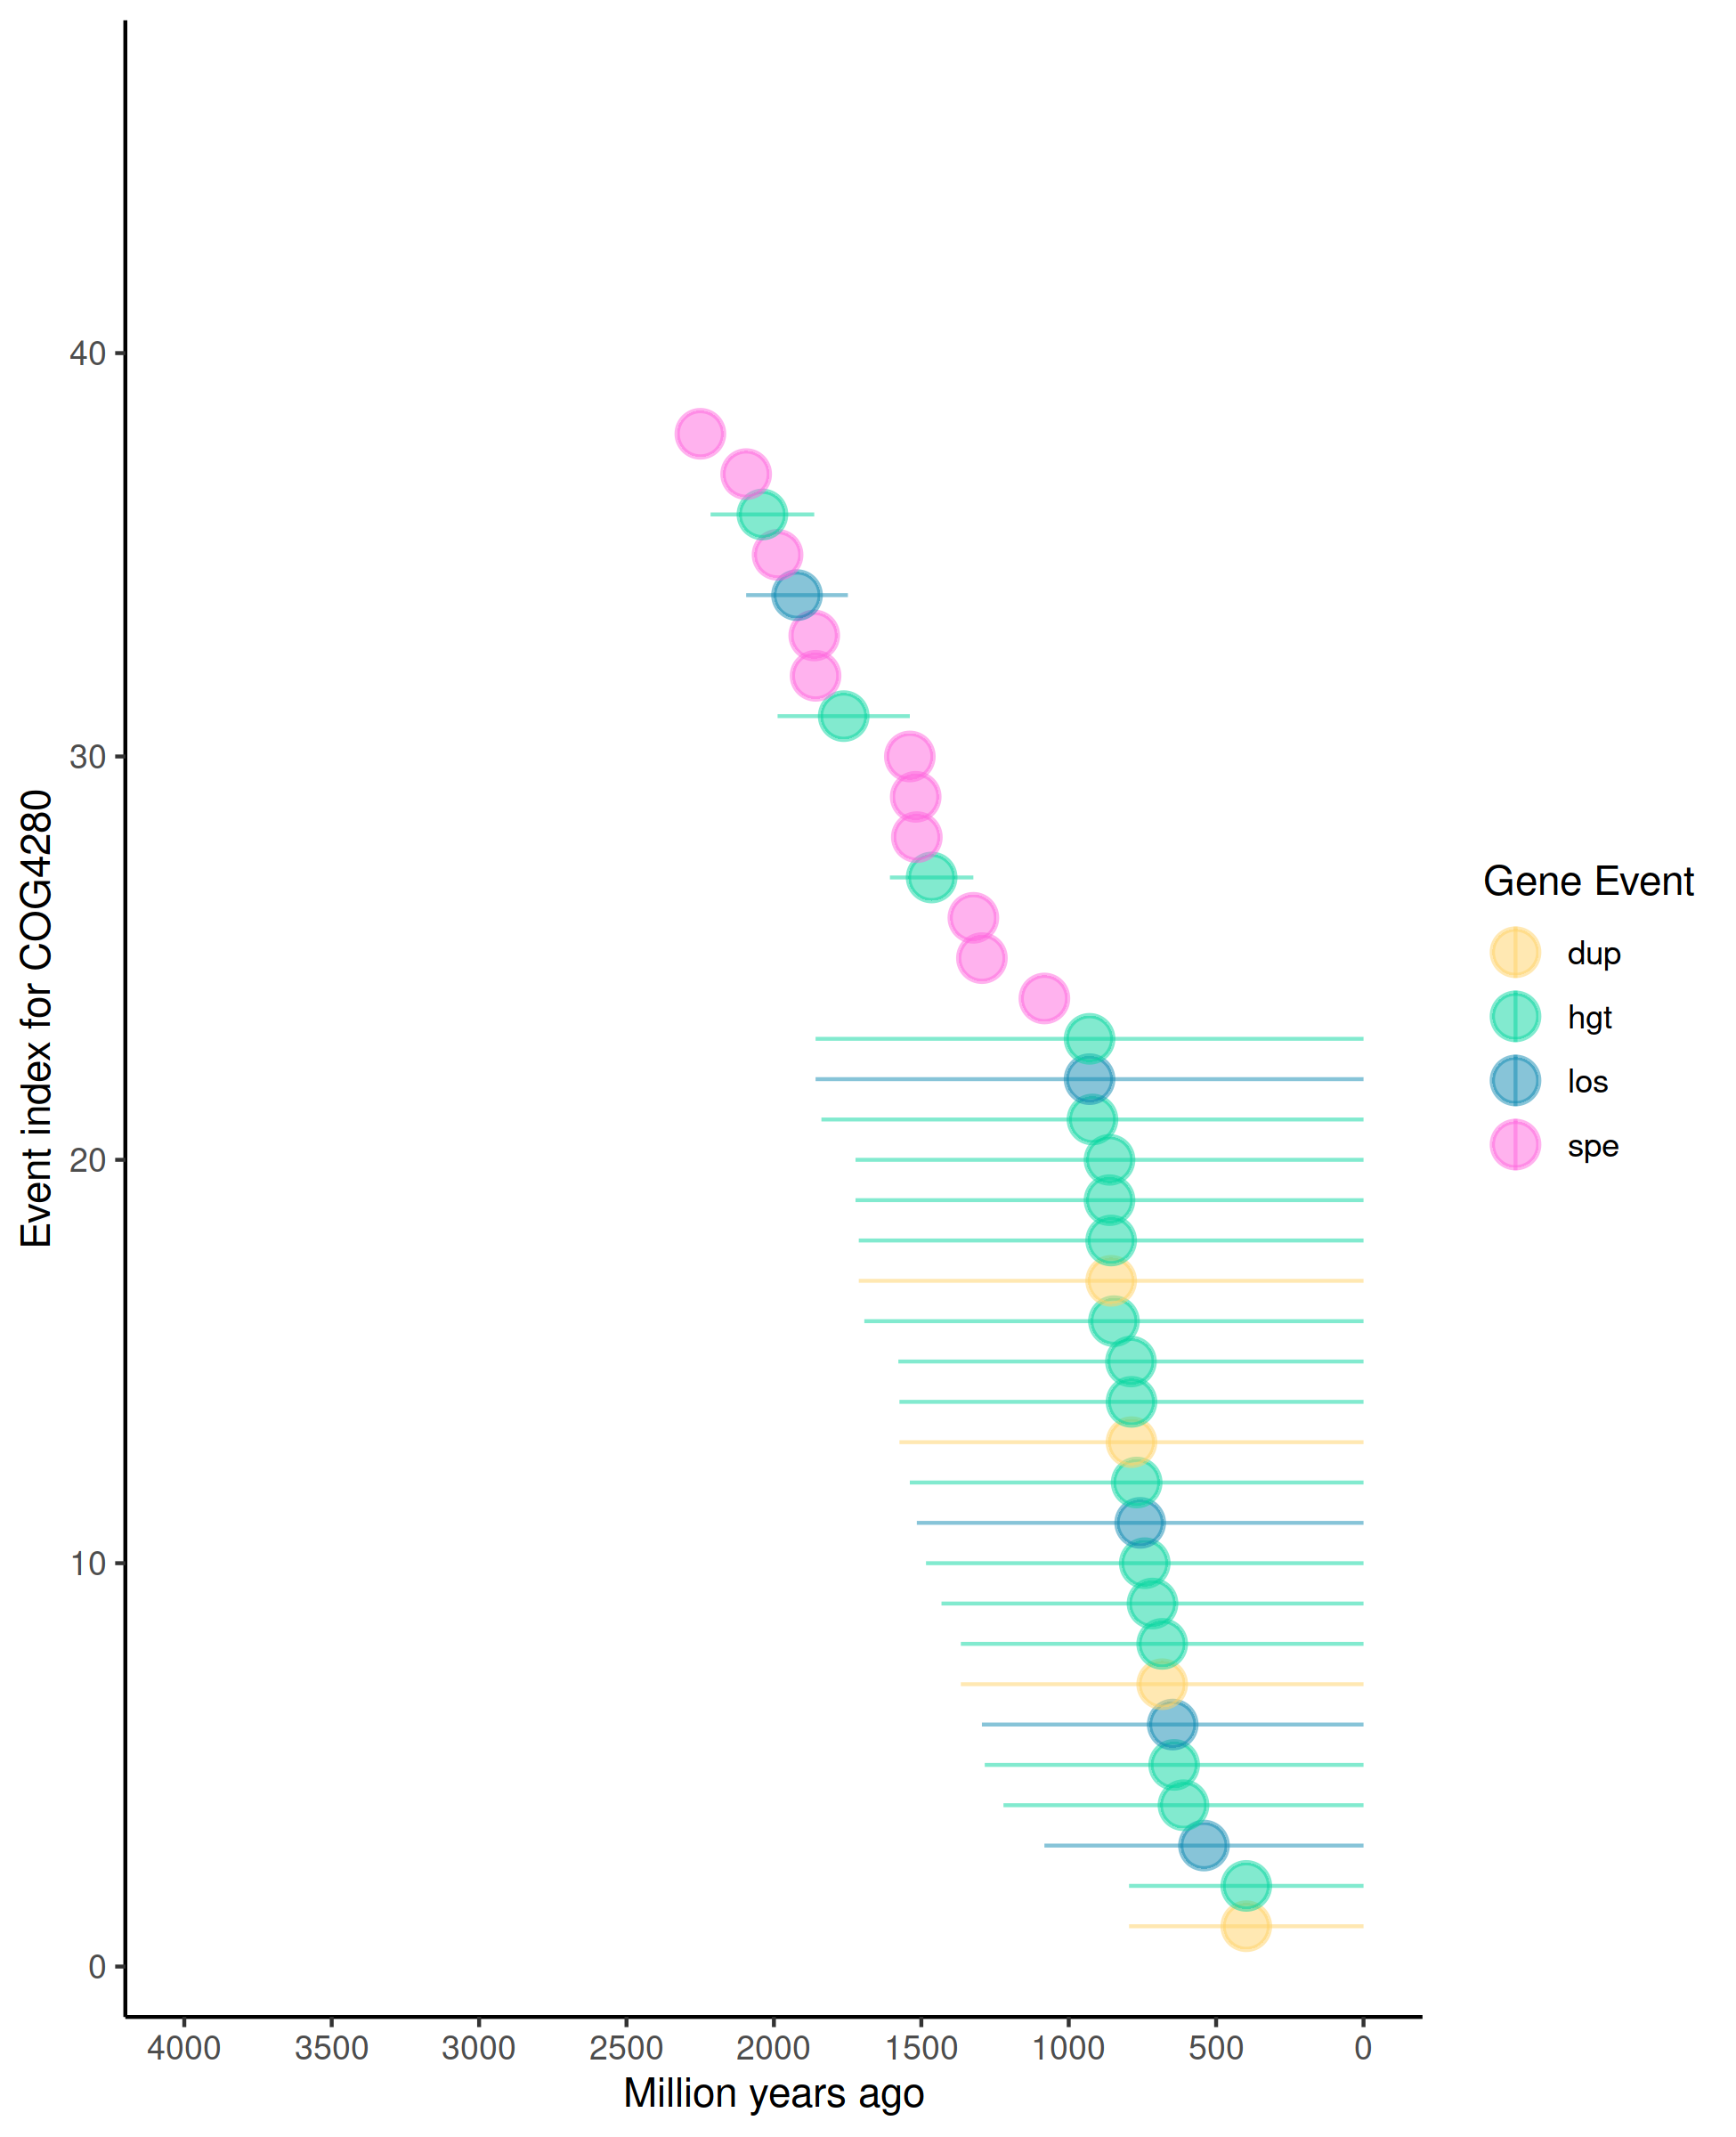 Event index for COG4280
40
30
20
10
0
4000 3500 3000 2500 2000 1500 1000 500 0
Million years ago
Gene Event
dup
hgt
los
spe